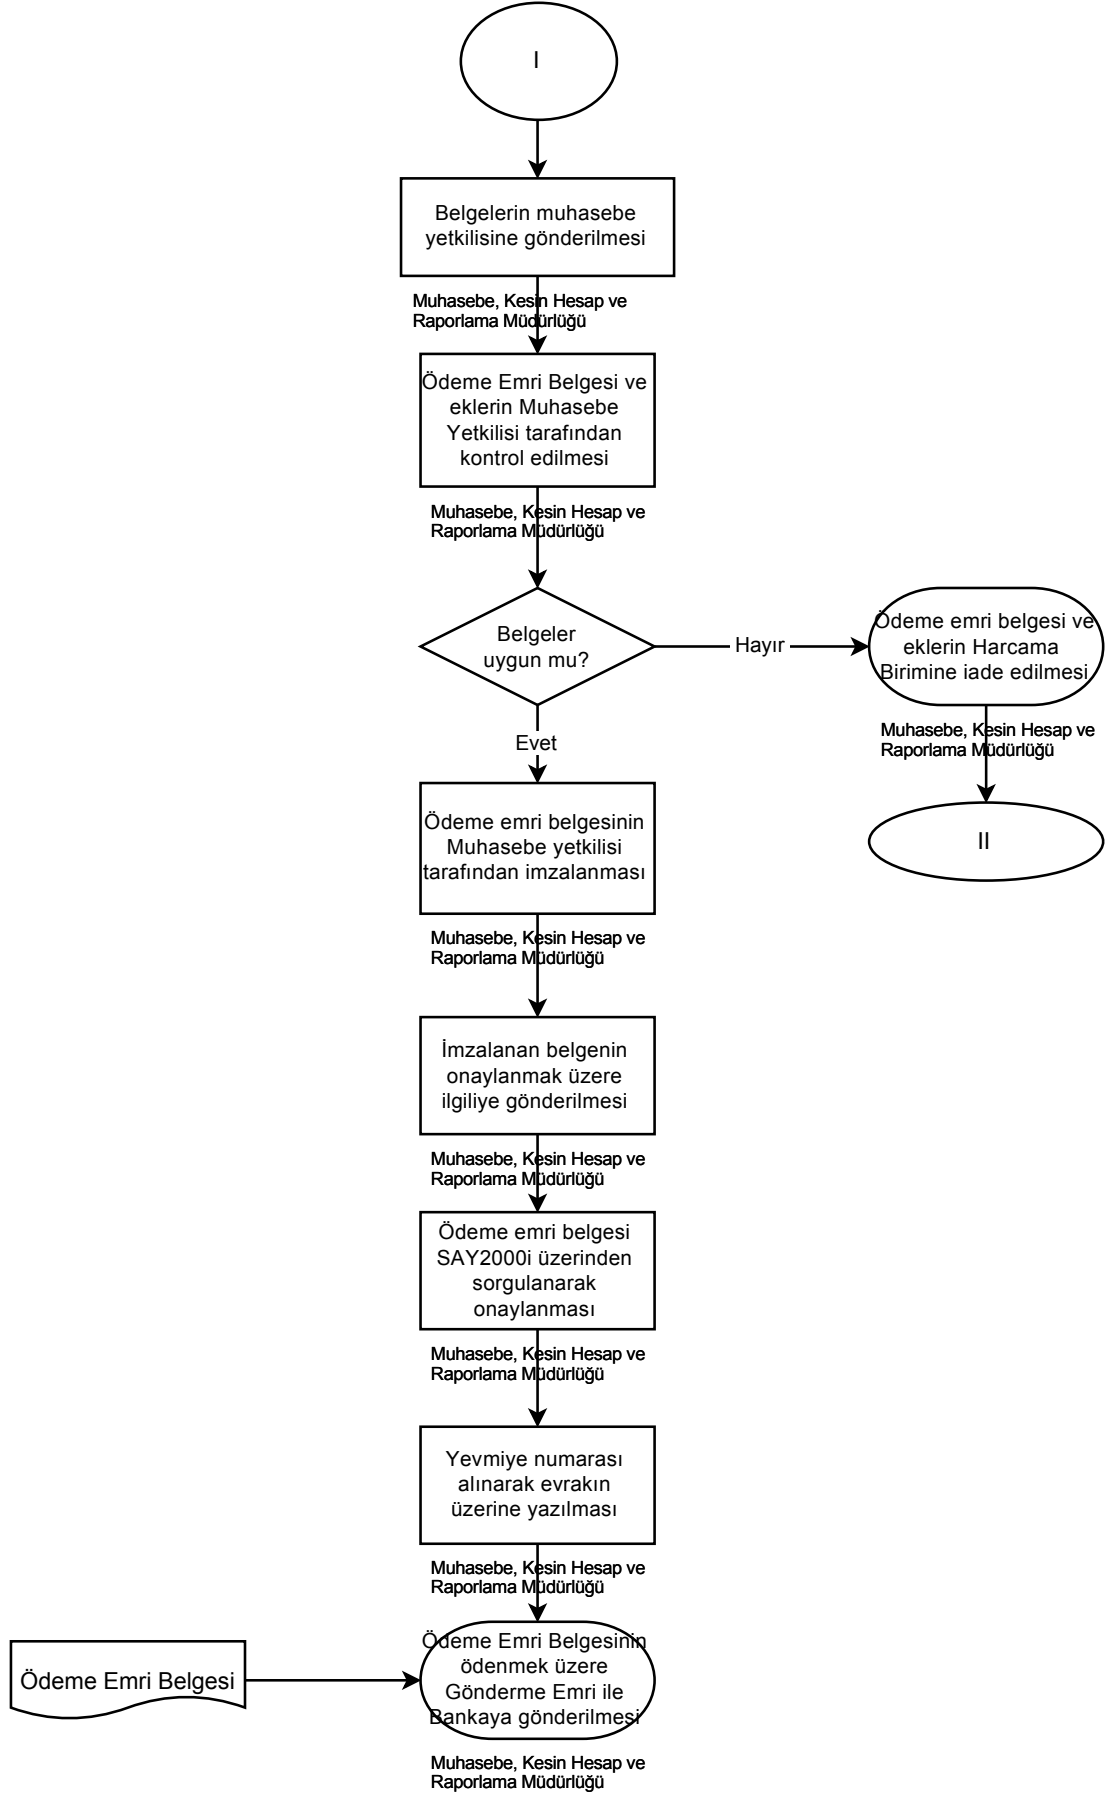 I
Belgelerin muhasebe
yetkilisine gönderilmesi
Muhasebe, Kesin Hesap ve
Raporlama Müdürlüğü
Ödeme Emri Belgesi ve
eklerin Muhasebe
Yetkilisi tarafından
kontrol edilmesi
Muhasebe, Kesin Hesap ve
Raporlama Müdürlüğü
Belgeler
uygun mu?
Hayır
Ödeme emri belgesi ve
eklerin Harcama
Birimine iade edilmesi
Muhasebe, Kesin Hesap ve
Raporlama Müdürlüğü
II
Evet
Ödeme emri belgesinin
Muhasebe yetkilisi
tarafından imzalanması
Muhasebe, Kesin Hesap ve
Raporlama Müdürlüğü
İmzalanan belgenin
onaylanmak üzere
ilgiliye gönderilmesi
Muhasebe, Kesin Hesap ve
Raporlama Müdürlüğü
Ödeme emri belgesi
SAY2000i üzerinden
sorgulanarak
onaylanması
Muhasebe, Kesin Hesap ve
Raporlama Müdürlüğü
Yevmiye numarası
alınarak evrakın
üzerine yazılması
Muhasebe, Kesin Hesap ve
Raporlama Müdürlüğü
Ödeme Emri Belgesi
Ödeme Emri Belgesinin
ödenmek üzere
Gönderme Emri ile
Bankaya gönderilmesi
Muhasebe, Kesin Hesap ve
Raporlama Müdürlüğü